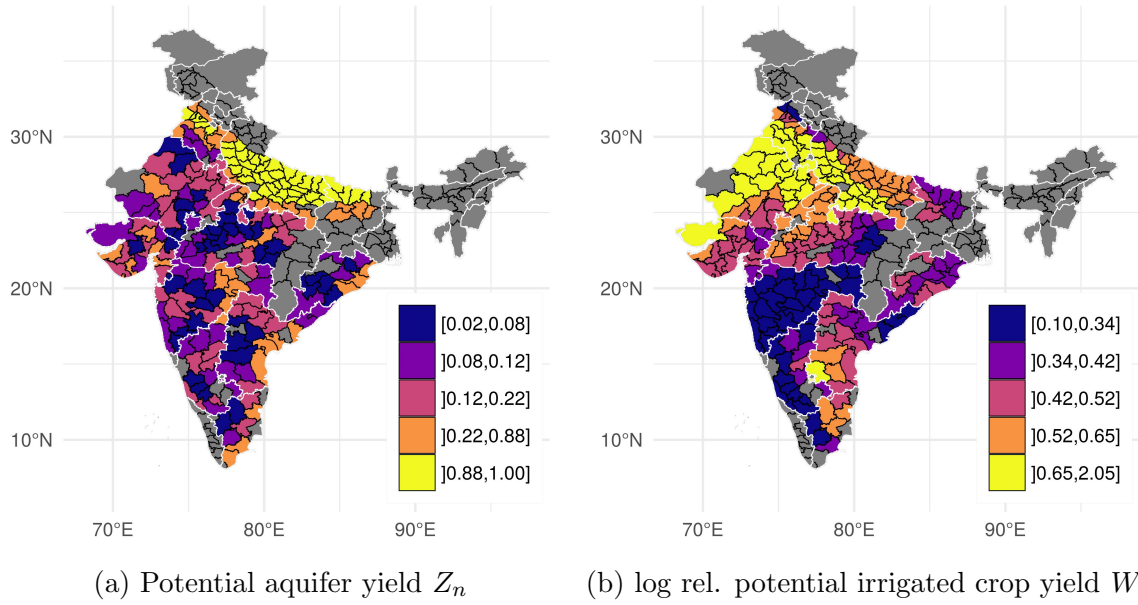 30°N
20°N
10°N
[0.02,0.08]
]0.08,0.12]
]0.12,0.22]
]0.22,0.88]
]0.88,1.00]
70°E 80°E 90°E
(a) Potential aquifer yield Zn
30°N
20°N
10°N
[0.10,0.34]
]0.34,0.42]
]0.42,0.52]
]0.52,0.65]
]0.65,2.05]
70°E 80°E 90°E
(b) log rel. potential irrigated crop yield W